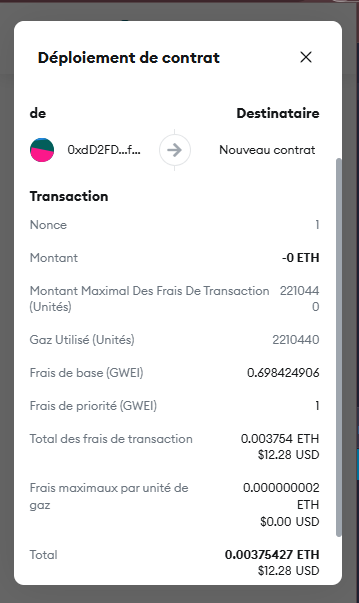 Déploiement de contrat
de Destinataire
0xdD2FD...f... Nouveau contrat
Transaction
Nonce 1
Montant -0 ETH
Montant Maximal Des Frais De Transaction 221044
(Unités) 0
Gaz Utilisé (Unités) 2210440
Frais de base (GWEI) 0.698424906
Frais de priorité (GWEI) 1
Total des frais de transaction 0.003754 ETH
$12.28 USD
Frais maximaux par unité de 0.000000002
gaz ETH
$0.00 USD
Total 0.00375427 ETH
$12.28 USD